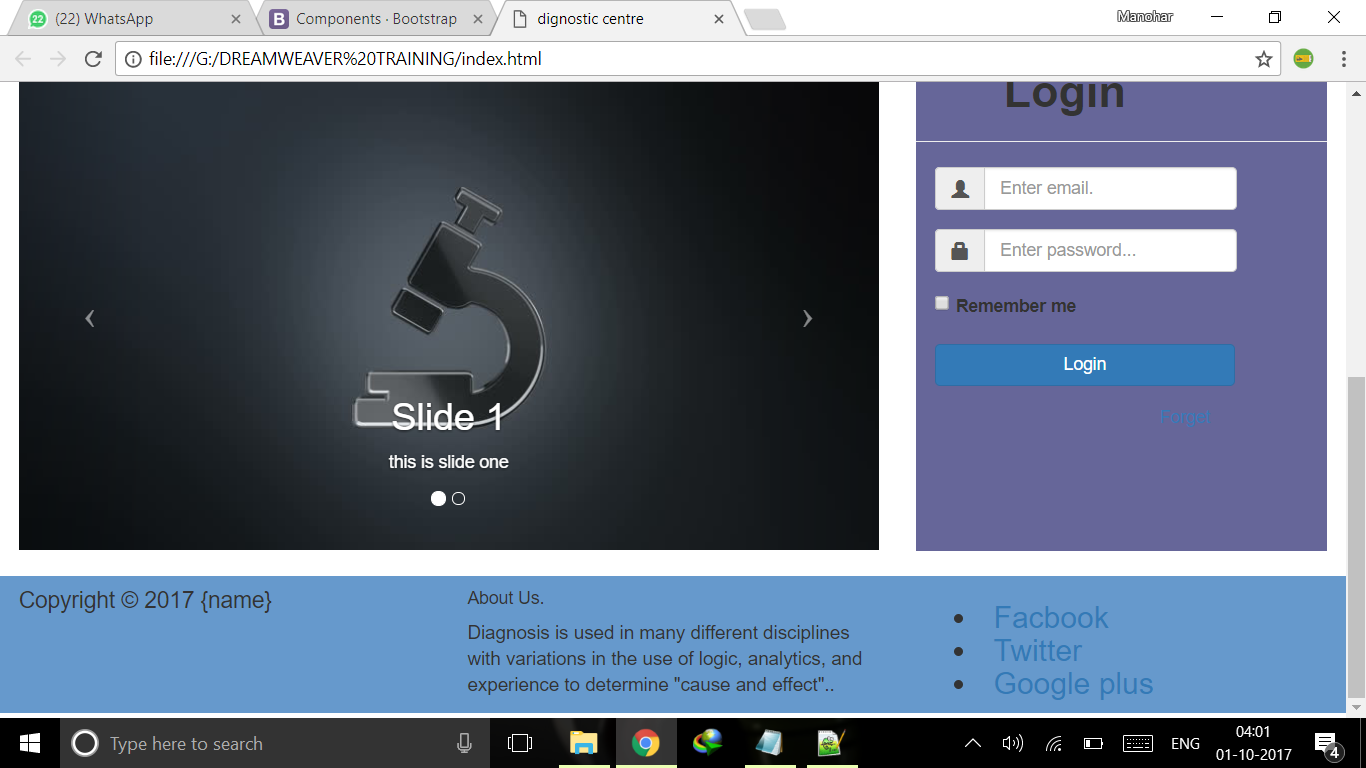 (22) WhatsApp
Components · Bootstrap
dignostic centre
Manohar
file:///G:/DREAMWEAVER%20TRAINING/index.html
Login
Enter email.
Enter password...
Remember me
Login
Forgot
Slide 1
this is slide one
Copyright © 2017 {name}
About Us.
Diagnosis is used in many different disciplines
with variations in the use of logic, analytics, and
experience to determine "cause and effect"..
Facbook
Twitter
Google plus
Type here to search
ENG
04:01
01-10-2017
4